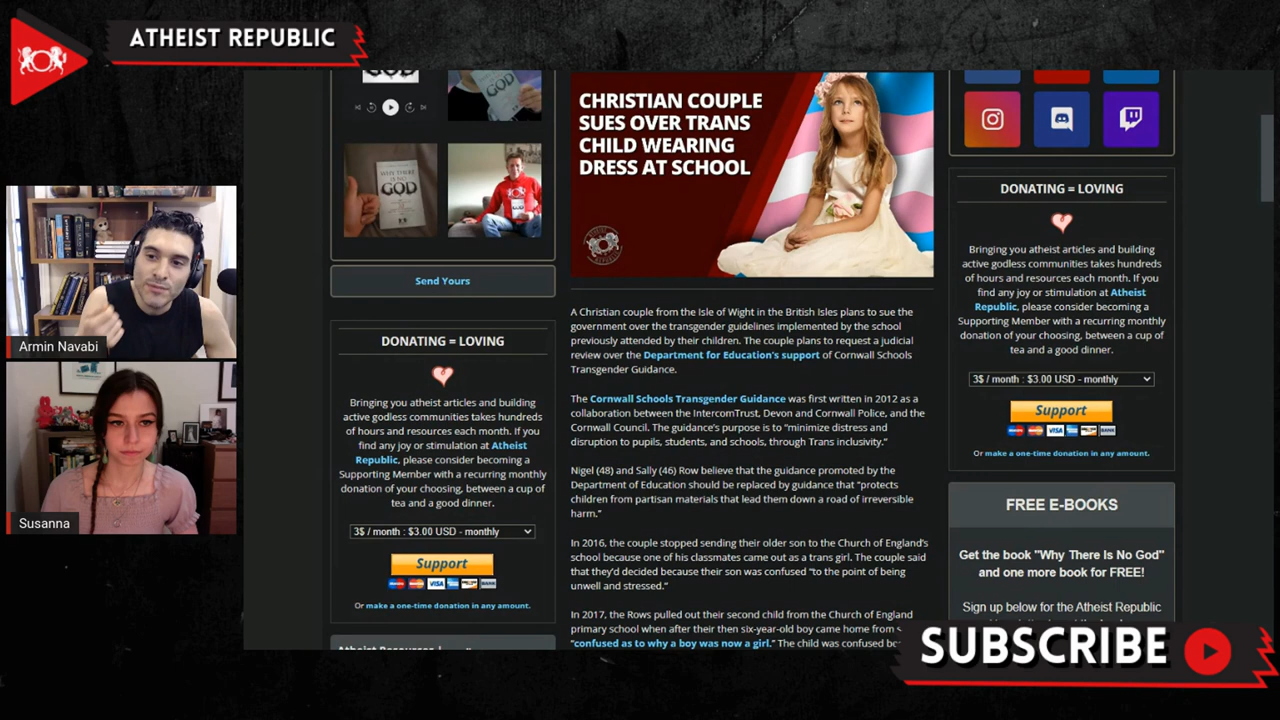 ATHEIST REPUBLIC
GOD
GOD
WHY THERE
IS NO
GOD
Send Yours
DONATING = LOVING
Bringing you atheist articles and building
active godless communities takes hundreds
of hours and resources each month. If you
find any joy or stimulation at Atheist
Republic, please consider becoming a
Supporting Member with a recurring monthly
donation of your choosing, between a cup of
tea and a good dinner.
3$ / month : $3.00 USD - monthly
Support
VISA
BANK
Or make a one-time donation in any amount.
CHRISTIAN COUPLE
SUES OVER TRANS
CHILD WEARING
DRESS AT SCHOOL
A Christian couple from the Isle of Wight in the British Isles plans to sue the
government over the transgender guidelines implemented by the school
previously attended by their children. The couple plans to request a judicial
review over the Department for Education's support of Cornwall Schools
Transgender Guidance.
The Cornwall Schools Transgender Guidance was first written in 2012 as a
collaboration between the IntercomTrust, Devon and Cornwall Police, and the
Cornwall Council. The guidance's purpose is to “minimize distress and
disruption to pupils, students, and schools, through Trans inclusivity.”
Nigel (48) and Sally (46) Row believe that the guidance promoted by the
Department of Education should be replaced by guidance that “protects
children from partisan materials that lead them down a road of irreversible
harm.”
In 2016, the couple stopped sending their older son to the Church of England's
school because one of his classmates came out as a trans girl. The couple said
that they'd decided because their son was confused “to the point of being
unwell and stressed.”
In 2017, the Rows pulled out their second child from the Church of England
primary school when after their then six-year-old boy came home from
“confused as to why a boy was now a girl.” The child was confused
DONATING = LOVING
Bringing you atheist articles and building
active godless communities takes hundreds
of hours and resources each month. If you
find any joy or stimulation at Atheist
Republic, please consider becoming a
Supporting Member with a recurring monthly
donation of your choosing, between a cup of
tea and a good dinner.
3$ / month : $3.00 USD - monthly
Support
VISA
BANK
Or make a one-time donation in any amount.
FREE E-BOOKS
Get the book "Why There Is No God"
and one more book for FREE!
Sign up below for the Atheist Republic
Armin Navabi
Susanna
SUBSCRIBE